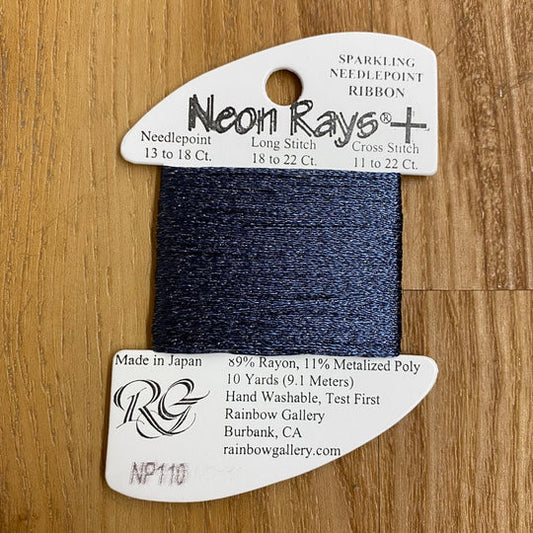 SPARKLING
NEEDLEPOINT
RIBBON
Neon Rays®+
Needlepoint
13 to 18 Ct.
Long Stitch
18 to 22 Ct.
Cross Stitch
11 to 22 Ct.
Made in Japan
RG
NP110
89% Rayon, 11% Metalized Poly
10 Yards (9.1 Meters)
Hand Washable, Test First
Rainbow Gallery
Burbank, CA
rainbowgallery.com